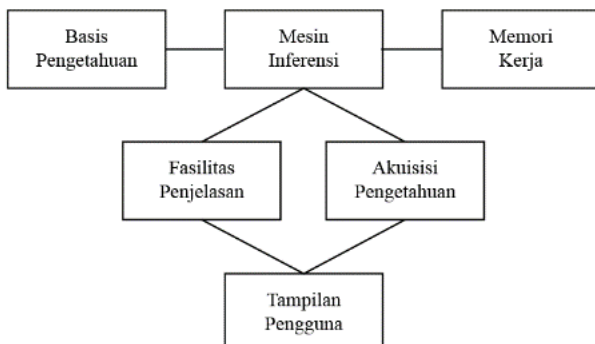 Basis
Pengetahuan
Mesin
Inferensi
Memori
Kerja
Fasilitas
Penjelasan
Akuisisi
Pengetahuan
Tampilan
Pengguna